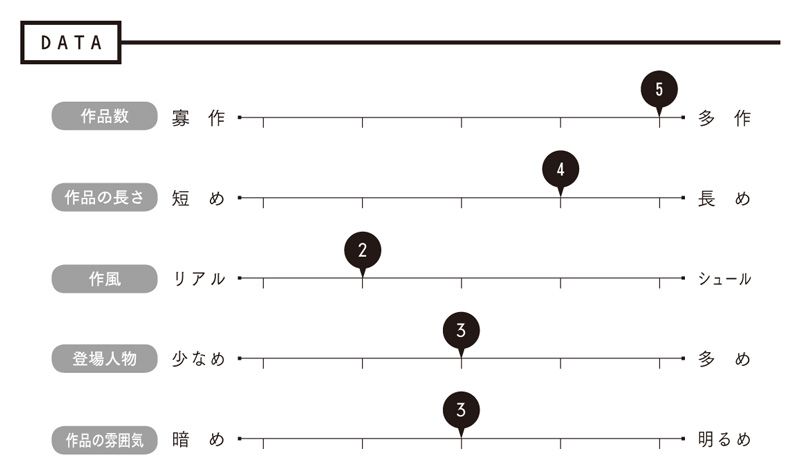 DATA
5
作品数 寡作 多作
4
作品の長さ 短め 長め
2
作風 リアル シュール
3
登場人物 少なめ 多め
3
作品の雰囲気 暗め 明るめ